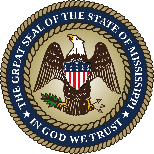 THE GREAT SEAL OF THE STATE OF MISSISSIPPI
★ IN GOD WE TRUST ★